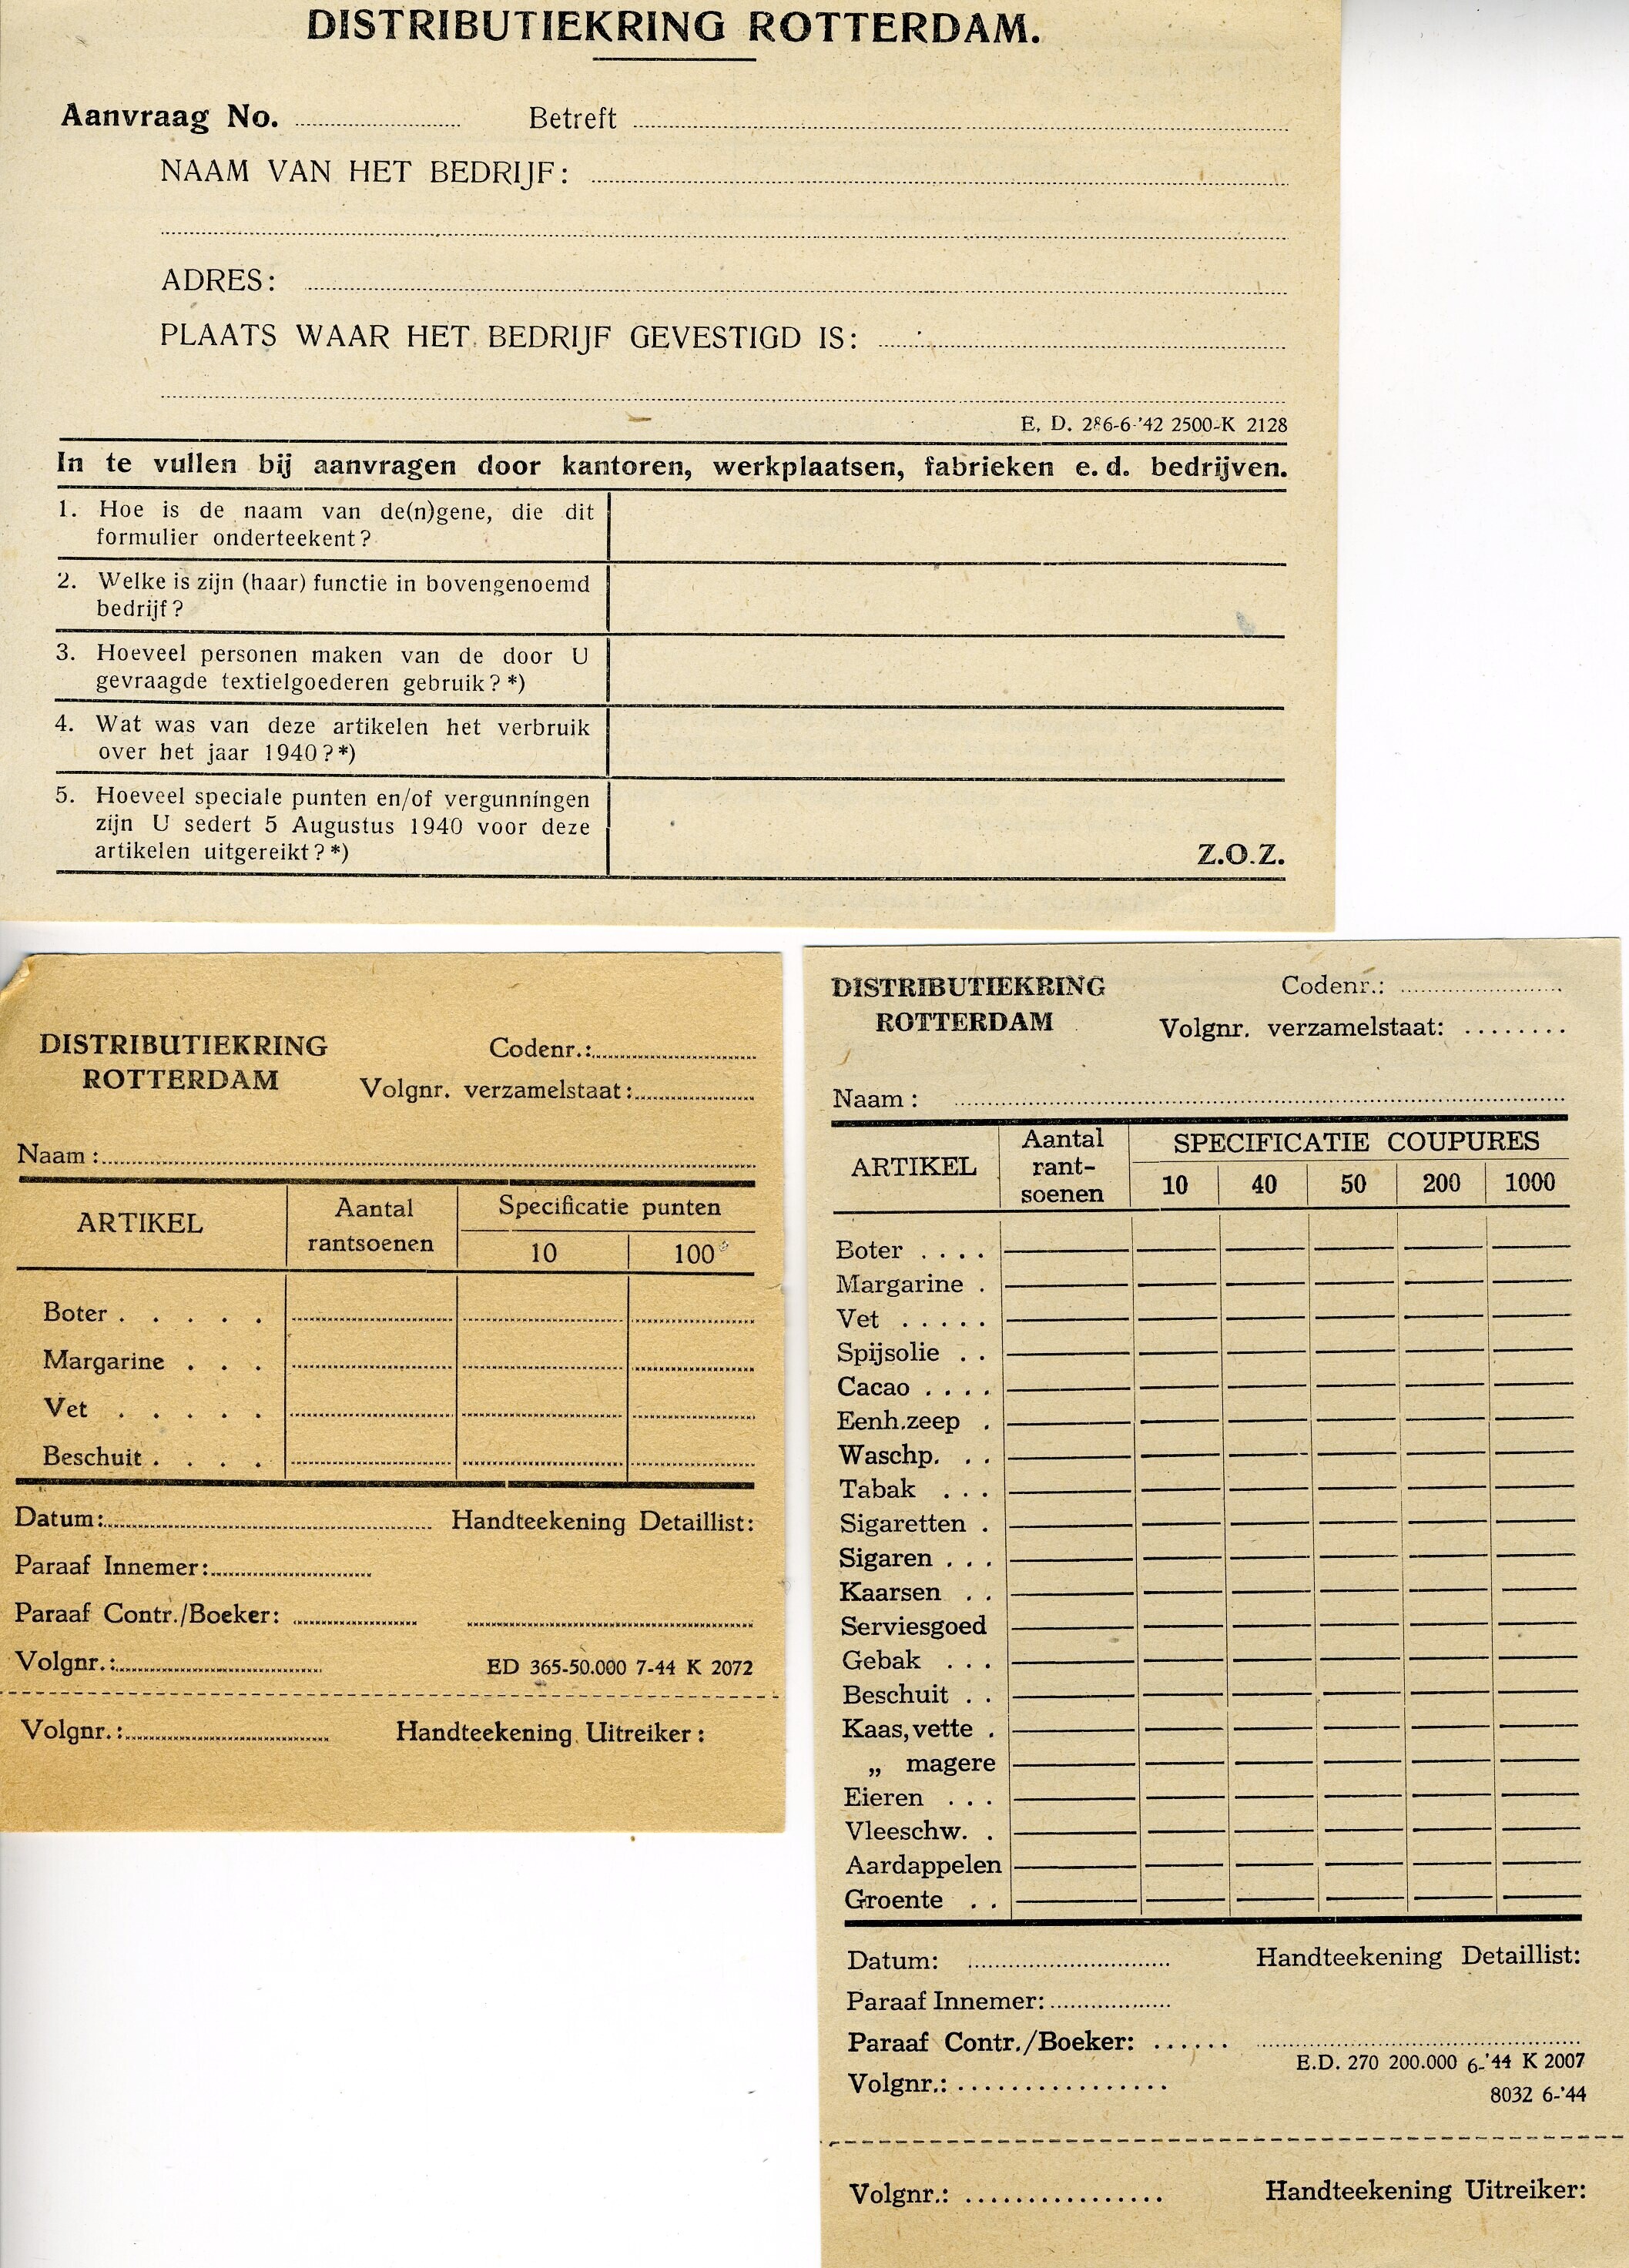 DISTRIBUTIEKRING ROTTERDAM.
Aanvraag No. Betreft
NAAM VAN HET BEDRIJF:
ADRES:
PLAATS WAAR HET BEDRIJF GEVESTIGD IS:
E. D. 286-6-'42 2500-K 2128
In te vullen bij aanvragen door kantoren, werkplaatsen, fabrieken e. d. bedrijven.
1. Hoe is de naam van de(n)gene, die dit
formulier onderteekent?
2. Welke is zijn (haar) functie in bovengenoemd
bedrijf?
3. Hoeveel personen maken van de door U
gevraagde textielgoederen gebruik? *)
4. Wat was van deze artikelen het verbruik
over het jaar 1940? *)
5. Hoeveel speciale punten en/of vergunningen
zijn U sedert 5 Augustus 1940 voor deze
artikelen uitgereikt? *)
Z.O.Z.
DISTRIBUTIEKRING
ROTTERDAM
Codenr.:
Volgnr. verzamelstaat:
Naam:
ARTIKEL
Aantal
rantsoenen
Specificatie punten
10 100
Boter . . . . .
Margarine . . .
Vet . . . . .
Beschuit . . . .
Datum: Handteekening Detaillist:
Paraaf Innemer:
Paraaf Contr./Boeker:
Volgnr.: ED 365-50.000 7-44 K 2072
Volgnr.: Handteekening Uitreiker:
DISTRIBUTIEKRING
ROTTERDAM
Codenr.:
Volgnr. verzamelstaat:
Naam:
ARTIKEL
Aantal
rant-
soenen
SPECIFICATIE COUPURES
10 40 50 200 1000
Boter . . . .
Margarine .
Vet . . . . .
Spijsolie . .
Cacao . . . .
Eenh.zeep .
Waschp. . .
Tabak . . .
Sigaretten .
Sigaren . . .
Kaarsen . .
Serviesgoed
Gebak . . .
Beschuit . .
Kaas, vette .
„ magere
Eieren . . .
Vleeschw. .
Aardappelen
Groente . .
Datum: Handteekening Detaillist:
Paraaf Innemer:
Paraaf Contr./Boeker:
E.D. 270 200.000 6-'44 K 2007
Volgnr.:
8032 6-'44
Volgnr.: Handteekening Uitreiker: